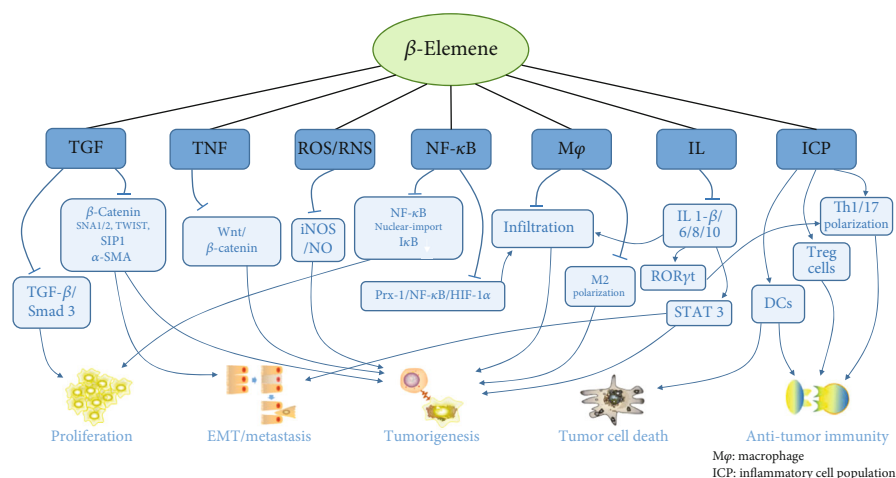 β-Elemene
TGF
TNF
ROS/RNS
NF-κB
Mφ
IL
ICP
β-Catenin
SNA1/2, TWIST,
SIP1
α-SMA
Wnt/
β-catenin
iNOS
/NO
NF-κB
Nuclear-import
IκB
Infiltration
IL 1-β/
6/8/10
Th1/17
polarization
TGF-β/
Smad 3
Prx-1/NF-κB/HIF-1α
M2
polarization
RORγt
STAT 3
Treg
cells
DCs
Proliferation
EMT/metastasis
Tumorigenesis
Tumor cell death
Anti-tumor immunity
Mφ: macrophage
ICP: inflammatory cell population